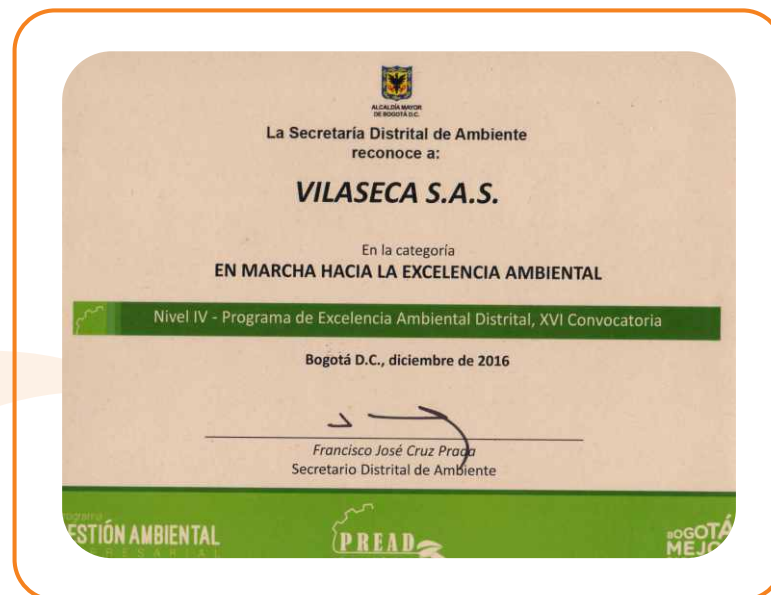 ALCALDÍA MAYOR
DE BOGOTÁ D.C.
La Secretaría Distrital de Ambiente
reconoce a:
VILASECA S.A.S.
En la categoría
EN MARCHA HACIA LA EXCELENCIA AMBIENTAL
Nivel IV - Programa de Excelencia Ambiental Distrital, XVI Convocatoria
Bogotá D.C., diciembre de 2016
Francisco José Cruz Prada
Secretario Distrital de Ambiente
AMBIENTAL
PREAD
BOGOTÁ